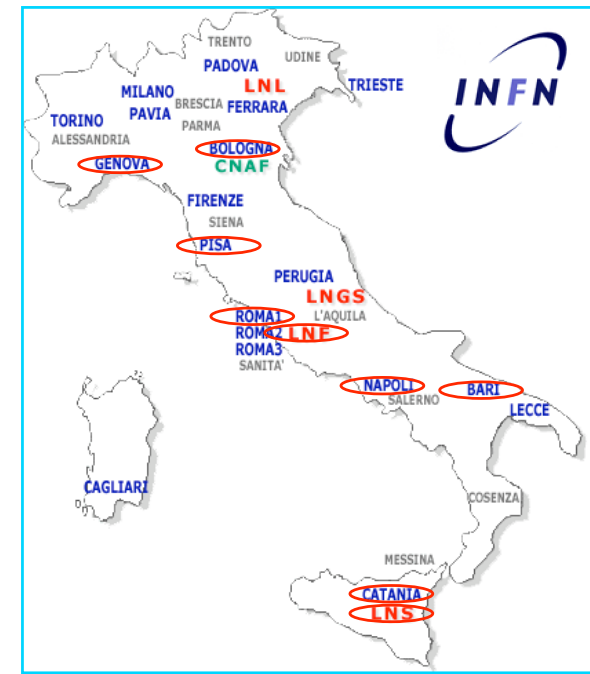 TRENTO
UDINE
PADOVA
TRIESTE
LNL
MILANO
BRESCIA
FERRARA
PAVIA
TORINO
PARMA
ALESSANDRIA
BOLOGNA
GENOVA
CNAF
INFN
FIRENZE
SIENA
PISA
PERUGIA
LNGS
ROMA1
L'AQUILA
ROMA2
LNF
ROMA3
SANITA'
NAPOLI
BARI
SALERNO
LECCE
CAGLIARI
COSENZA
MESSINA
CATANIA
LNS